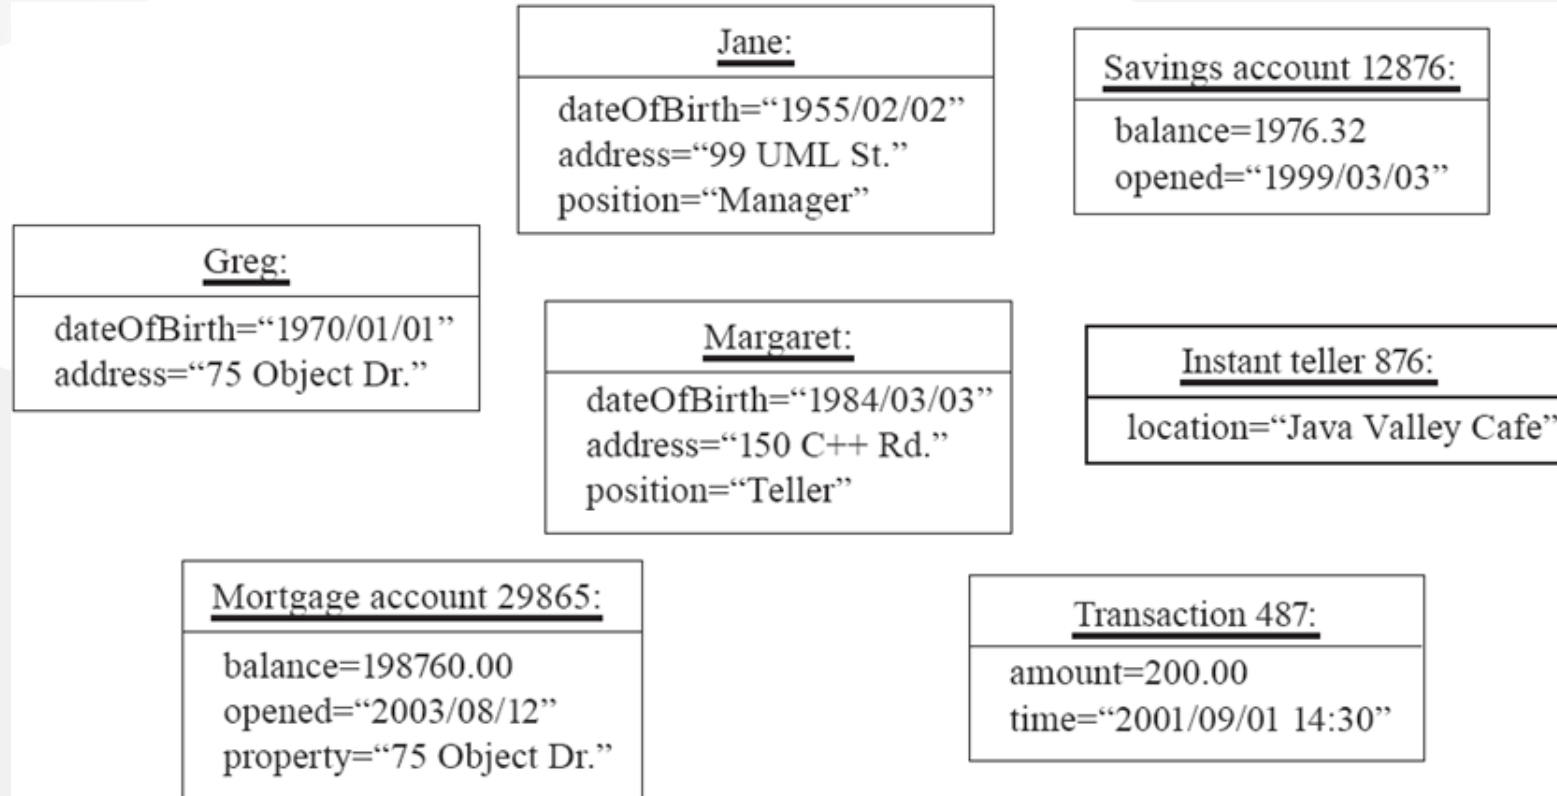 Jane:
dateOfBirth=“1955/02/02”
address=“99 UML St.”
position=“Manager”
Savings account 12876:
balance=1976.32
opened=“1999/03/03”
Greg:
dateOfBirth=“1970/01/01”
address=“75 Object Dr.”
Margaret:
dateOfBirth=“1984/03/03”
address=“150 C++ Rd.”
position=“Teller”
Instant teller 876:
location=“Java Valley Cafe”
Mortgage account 29865:
balance=198760.00
opened=“2003/08/12”
property=“75 Object Dr.”
Transaction 487:
amount=200.00
time=“2001/09/01 14:30”